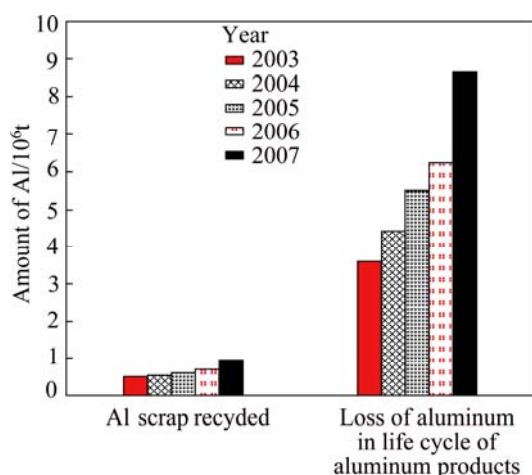 Year
2003
2004
2005
2006
2007
10
9
8
7
6
5
4
3
2
1
0
Amount of Al/10⁶t
Al scrap recyded
Loss of aluminum
in life cycle of
aluminum products